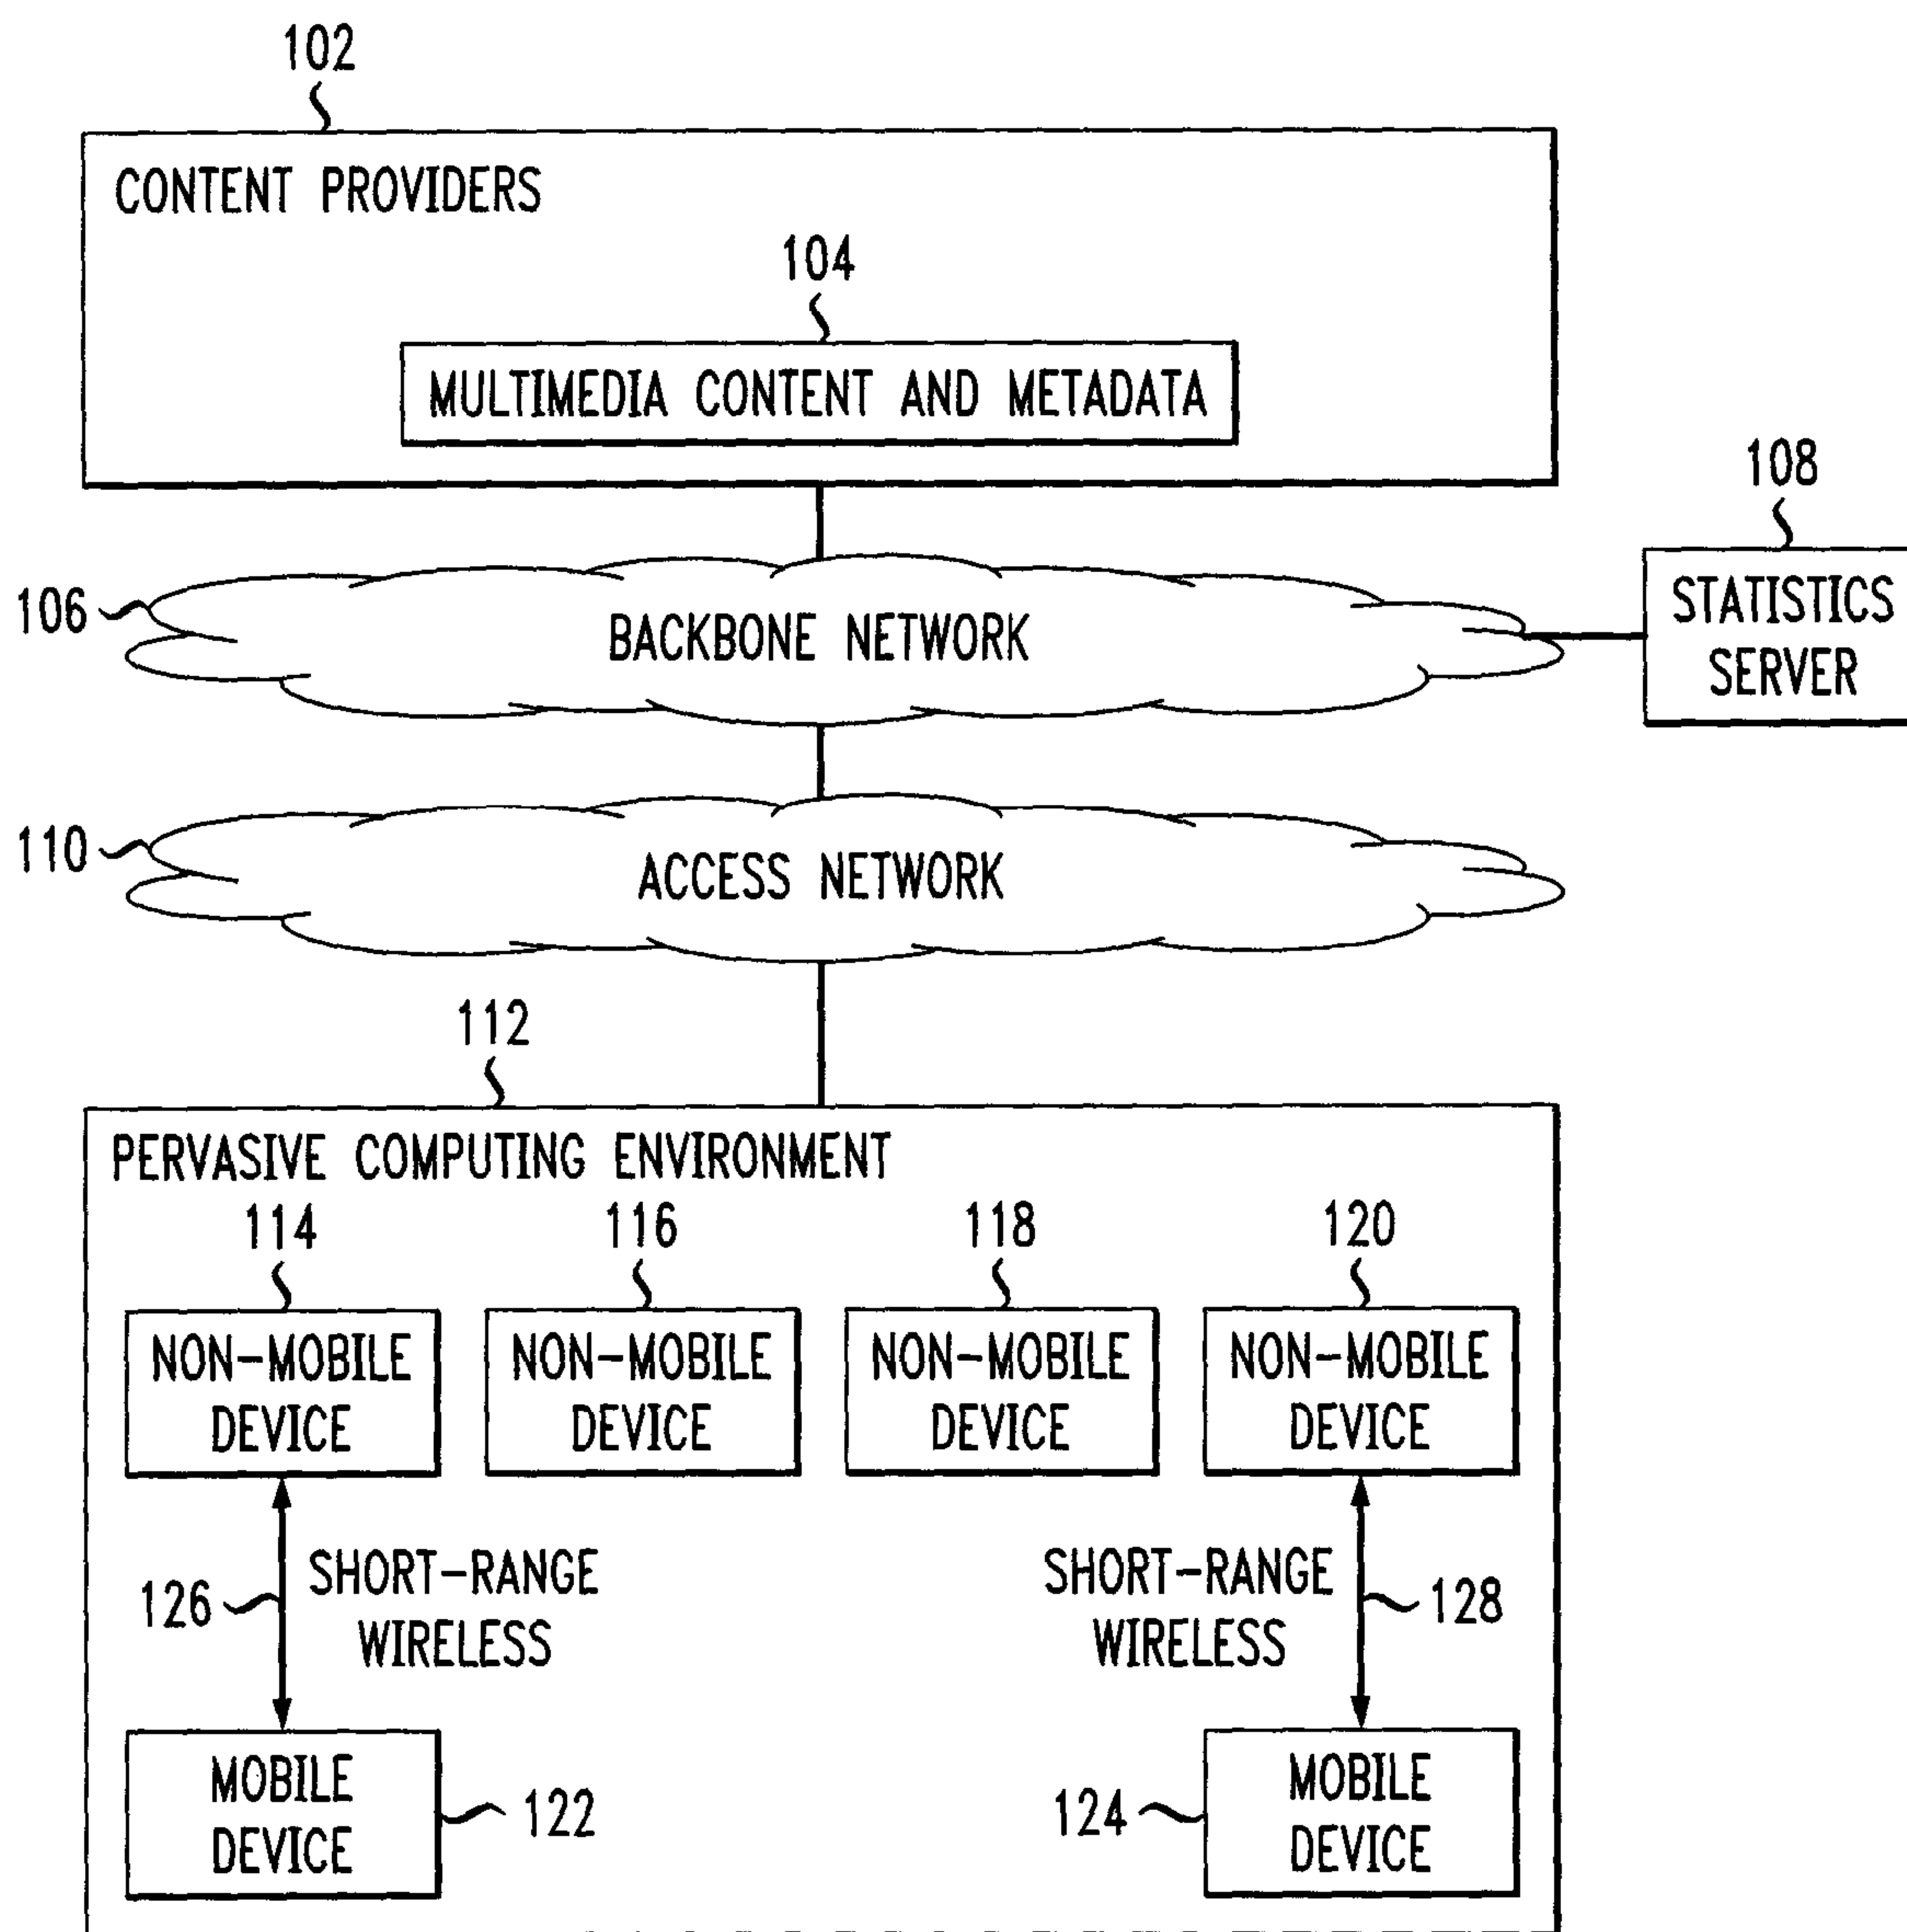 102
CONTENT PROVIDERS
104
MULTIMEDIA CONTENT AND METADATA
108
106
BACKBONE NETWORK
STATISTICS
SERVER
110
ACCESS NETWORK
112
PERVASIVE COMPUTING ENVIRONMENT
114
116
118
120
NON-MOBILE
DEVICE
NON-MOBILE
DEVICE
NON-MOBILE
DEVICE
NON-MOBILE
DEVICE
126
SHORT-RANGE
WIRELESS
SHORT-RANGE
WIRELESS
128
MOBILE
DEVICE
122
124
MOBILE
DEVICE